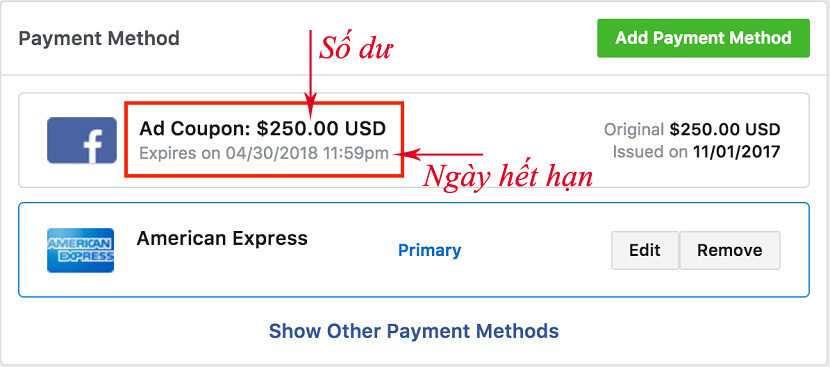 Payment Method
Số dư
Add Payment Method
f
Ad Coupon: $250.00 USD
Original $250.00 USD
Expires on 04/30/2018 11:59pm
Issued on 11/01/2017
Ngày hết hạn
AMERICAN
EXPRESS
American Express
Primary
Edit
Remove
Show Other Payment Methods